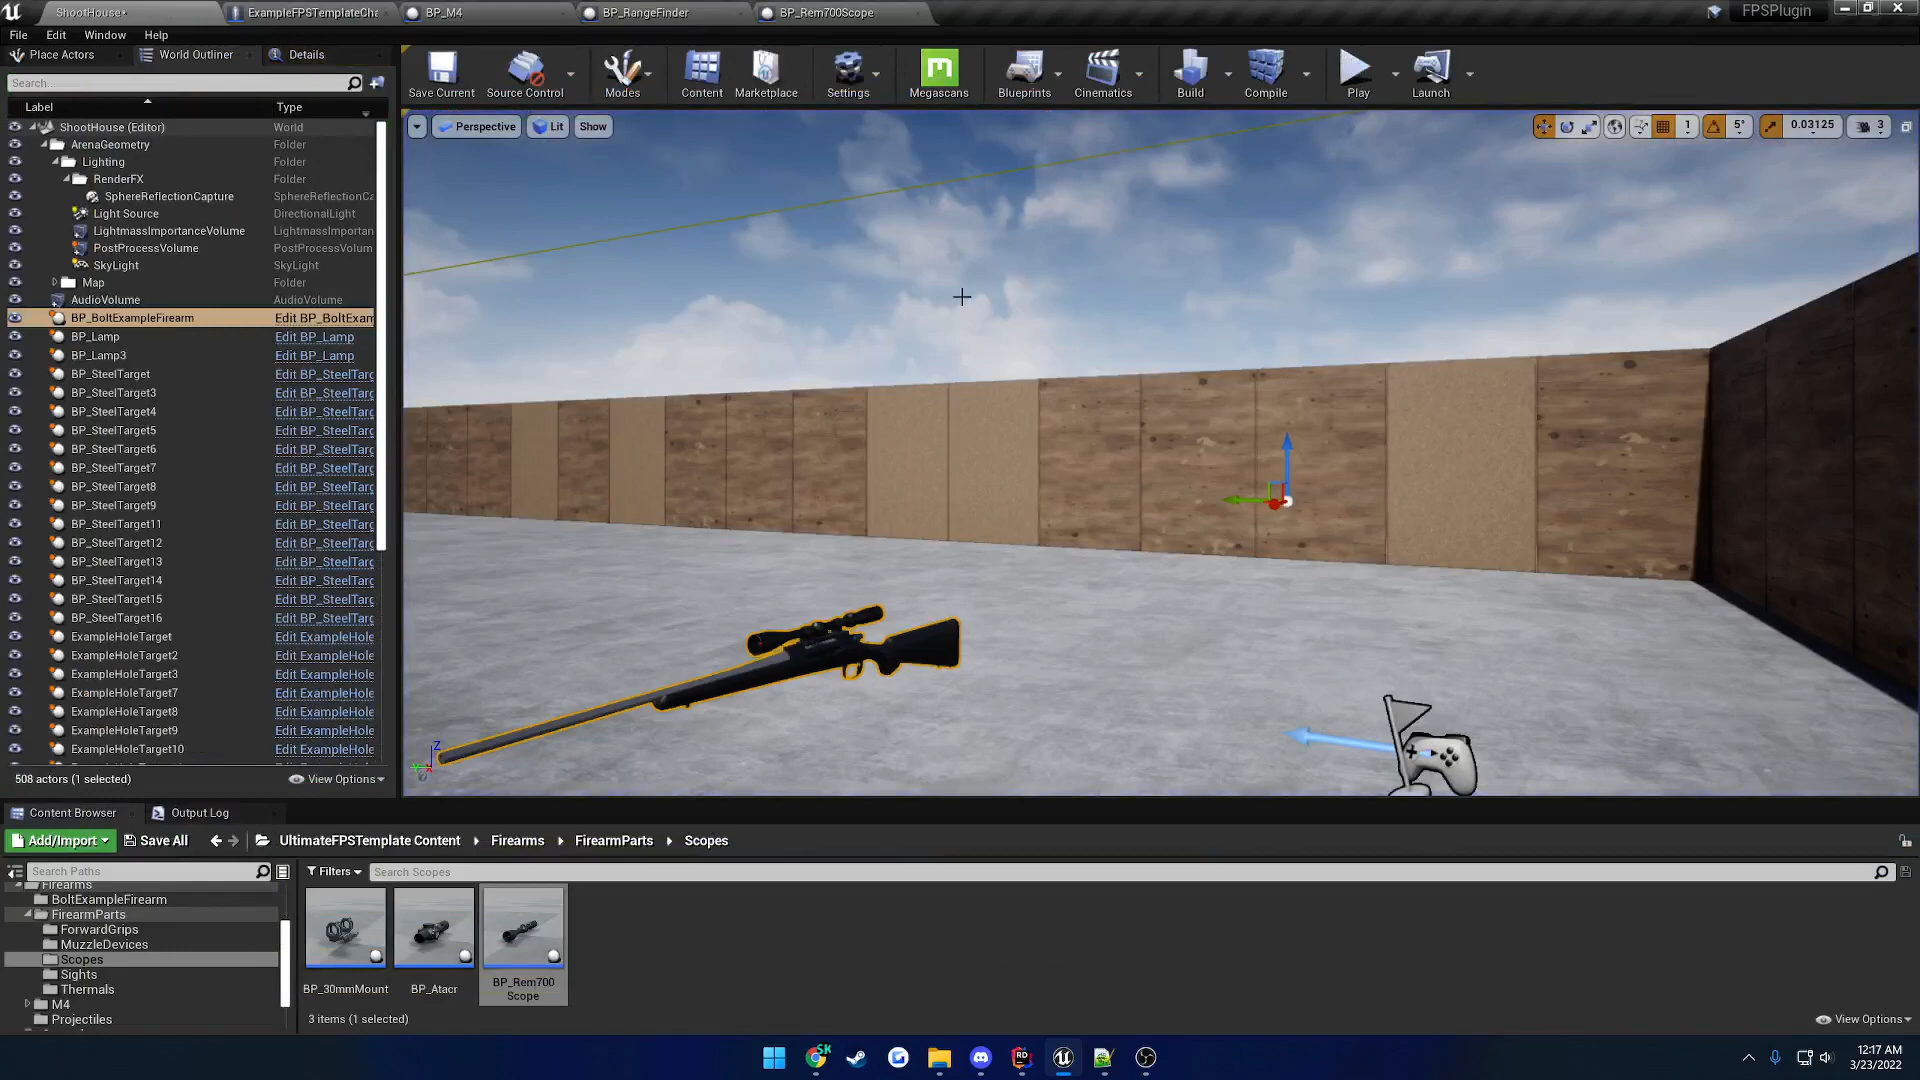 ShootHouse•
ExampleFPSTemplateCha
BP_M4
BP_RangeFinder
BP_Rem700Scope
FPSPlugin
File Edit Window Help
Place Actors
World Outliner
Details
Search...
Label Type
ShootHouse (Editor) World
ArenaGeometry Folder
Lighting Folder
RenderFX Folder
SphereReflectionCapture SphereReflectionCa
Light Source DirectionalLight
LightmassImportanceVolume LightmassImportan
PostProcessVolume PostProcessVolum
SkyLight SkyLight
Map Folder
AudioVolume AudioVolume
BP_BoltExampleFirearm Edit BP_BoltExam
BP_Lamp Edit BP_Lamp
BP_Lamp3 Edit BP_Lamp
BP_SteelTarget Edit BP_SteelTarg
BP_SteelTarget3 Edit BP_SteelTarg
BP_SteelTarget4 Edit BP_SteelTarg
BP_SteelTarget5 Edit BP_SteelTarg
BP_SteelTarget6 Edit BP_SteelTarg
BP_SteelTarget7 Edit BP_SteelTarg
BP_SteelTarget8 Edit BP_SteelTarg
BP_SteelTarget9 Edit BP_SteelTarg
BP_SteelTarget11 Edit BP_SteelTarg
BP_SteelTarget12 Edit BP_SteelTarg
BP_SteelTarget13 Edit BP_SteelTarg
BP_SteelTarget14 Edit BP_SteelTarg
BP_SteelTarget15 Edit BP_SteelTarg
BP_SteelTarget16 Edit BP_SteelTarg
ExampleHoleTarget Edit ExampleHole
ExampleHoleTarget2 Edit ExampleHole
ExampleHoleTarget3 Edit ExampleHole
ExampleHoleTarget7 Edit ExampleHole
ExampleHoleTarget8 Edit ExampleHole
ExampleHoleTarget9 Edit ExampleHole
ExampleHoleTarget10 Edit ExampleHole
508 actors (1 selected) View Options
Save Current
Source Control
Modes
Content
Marketplace
Settings
Megascans
Blueprints
Cinematics
Build
Compile
Play
Launch
Perspective Lit Show
1 5° 0.03125 3
Z
Content Browser
Output Log
Add/Import Save All UltimateFPSTemplate Content Firearms FirearmParts Scopes
Search Paths
Filters Search Scopes
Firearms
BoltExampleFirearm
FirearmParts
ForwardGrips
MuzzleDevices
Scopes
Sights
Thermals
M4
Projectiles
BP_30mmMount
BP_Atacr
BP_Rem700
Scope
3 items (1 selected) View Options
SK
RD
12:17 AM
3/23/2022